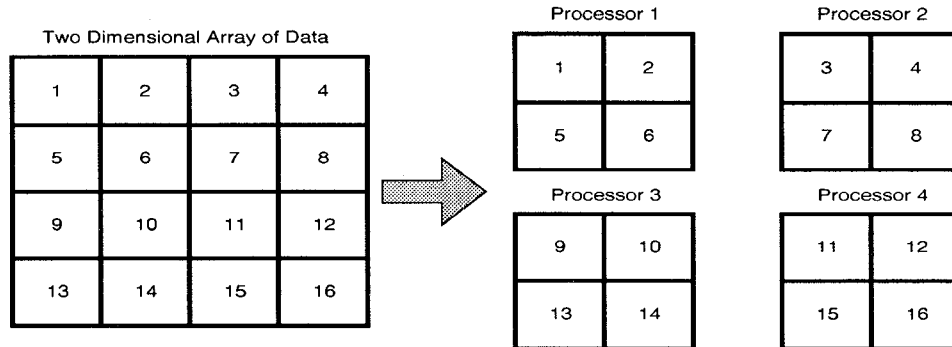 Two Dimensional Array of Data
1 2 3 4
5 6 7 8
9 10 11 12
13 14 15 16
Processor 1
1 2
5 6
Processor 2
3 4
7 8
Processor 3
9 10
13 14
Processor 4
11 12
15 16